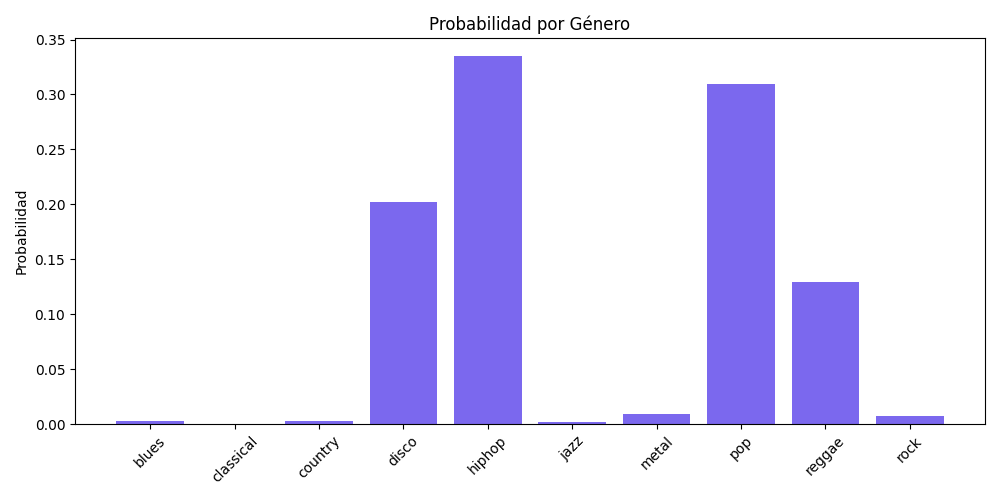 Probabilidad por Género
Probabilidad
0.35
0.30
0.25
0.20
0.15
0.10
0.05
0.00
blues
classical
country
disco
hiphop
jazz
metal
pop
reggae
rock